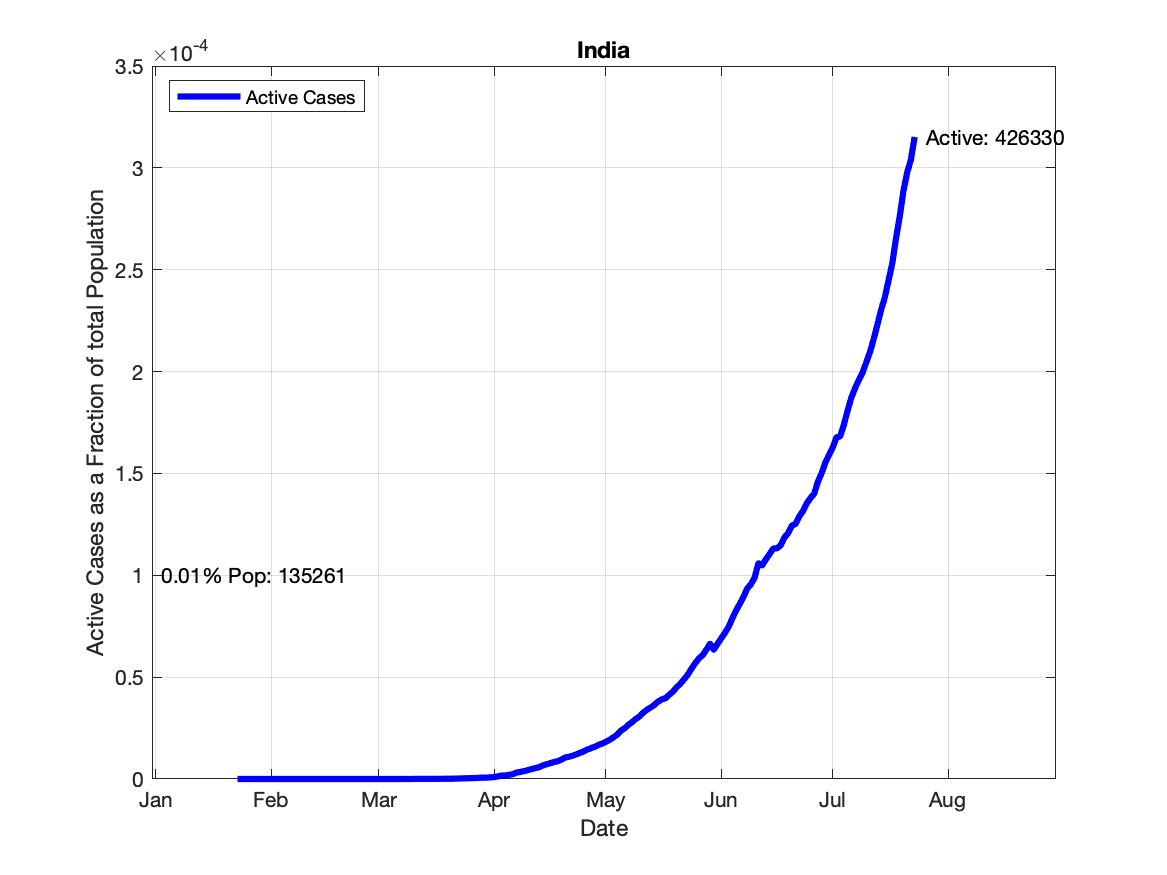 India
×10-4
3.5
3
2.5
2
1.5
1
0.5
0
Active Cases as a Fraction of total Population
Active Cases
Active: 426330
0.01% Pop: 135261
Jan Feb Mar Apr May Jun Jul Aug
Date